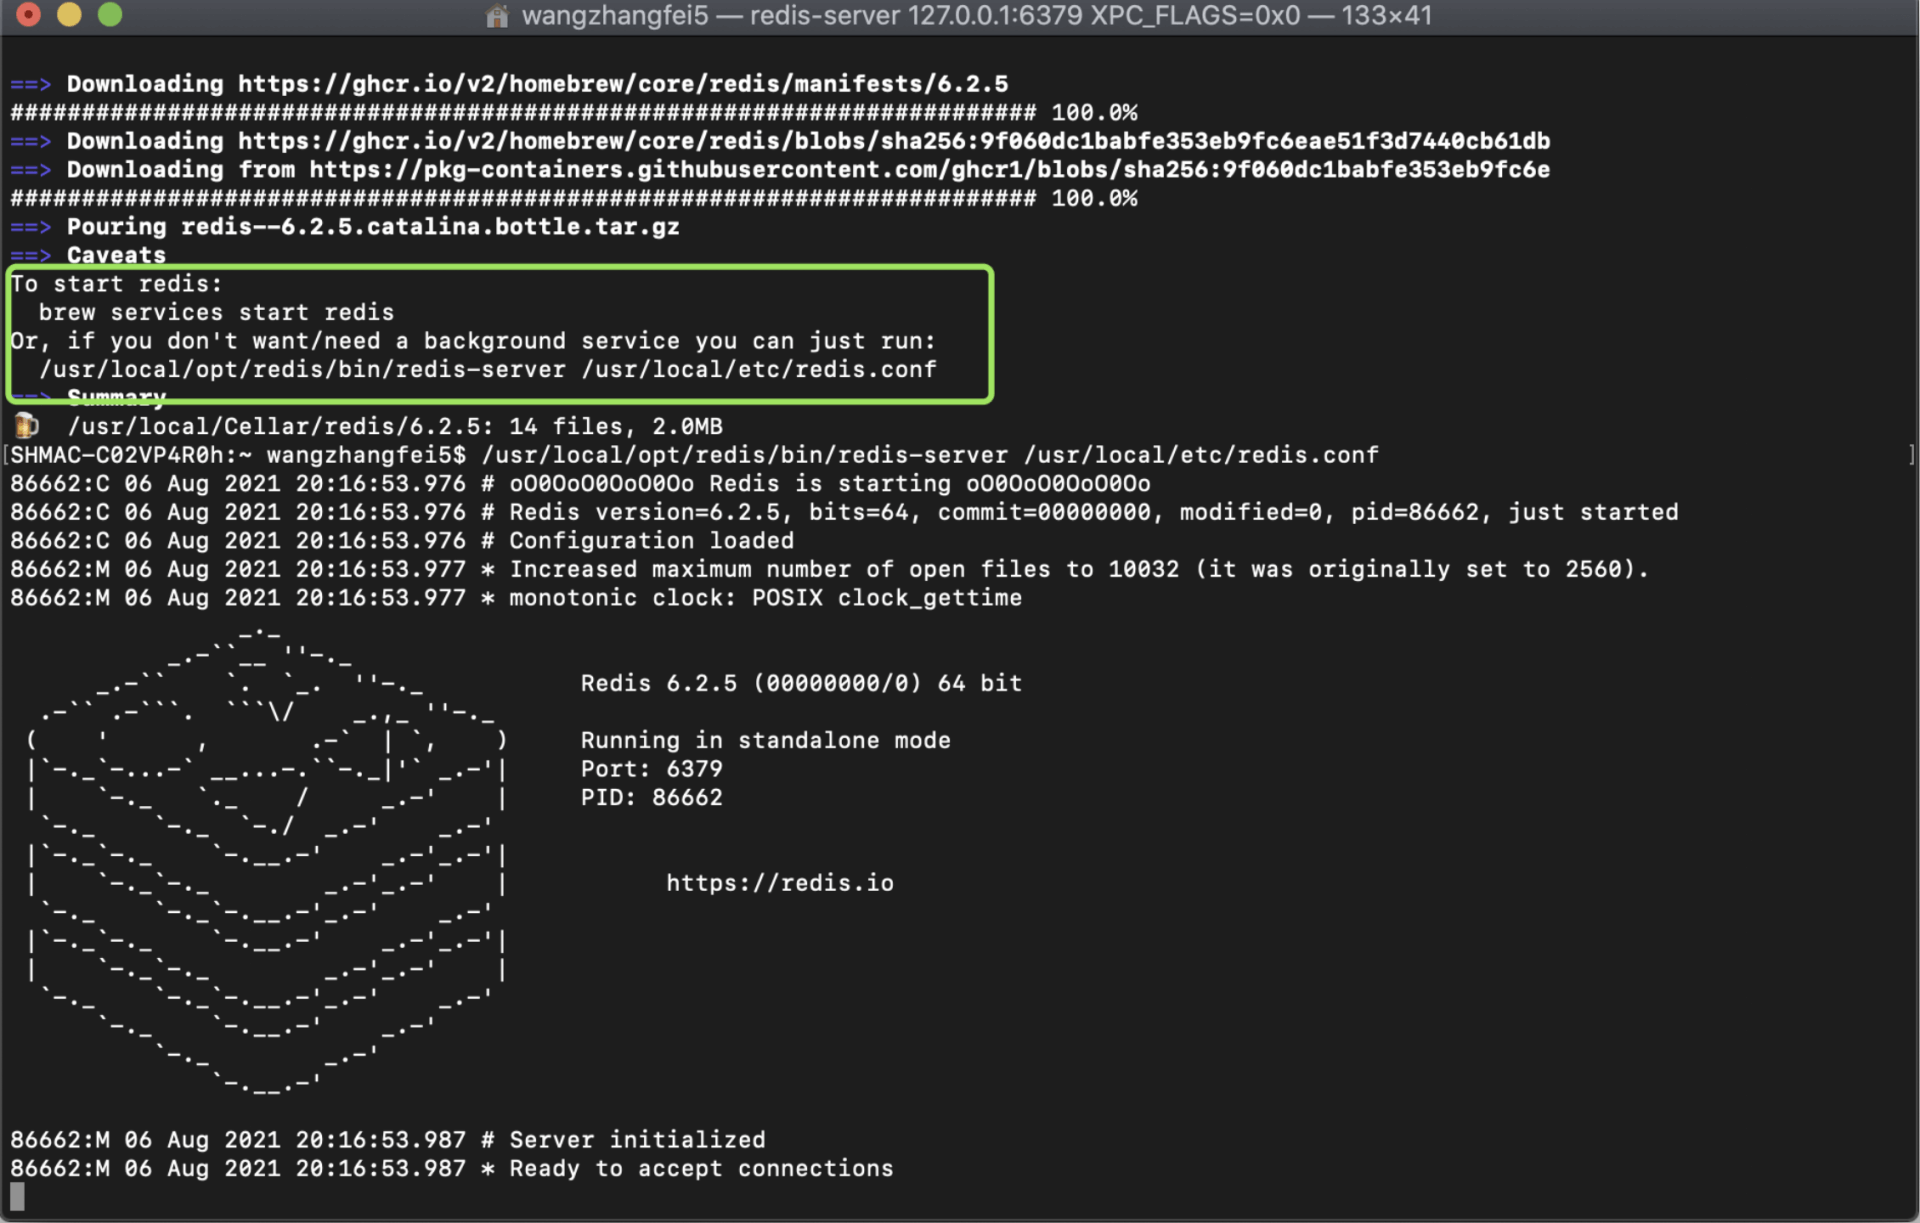 wangzhangfei5 — redis-server 127.0.0.1:6379 XPC_FLAGS=0x0 — 133×41
==> Downloading https://ghcr.io/v2/homebrew/core/redis/manifests/6.2.5
######################################################################## 100.0%
==> Downloading https://ghcr.io/v2/homebrew/core/redis/blobs/sha256:9f060dc1babfe353eb9fc6eae51f3d7440cb61db
==> Downloading from https://pkg-containers.githubusercontent.com/ghcr1/blobs/sha256:9f060dc1babfe353eb9fc6e
######################################################################## 100.0%
==> Pouring redis--6.2.5.catalina.bottle.tar.gz
==> Caveats
To start redis:
  brew services start redis
Or, if you don't want/need a background service you can just run:
  /usr/local/opt/redis/bin/redis-server /usr/local/etc/redis.conf
==> Summary
🍺  /usr/local/Cellar/redis/6.2.5: 14 files, 2.0MB
[SHMAC-C02VP4R0h:~ wangzhangfei5$ /usr/local/opt/redis/bin/redis-server /usr/local/etc/redis.conf ]
86662:C 06 Aug 2021 20:16:53.976 # oO0OoO0OoO0Oo Redis is starting oO0OoO0OoO0Oo
86662:C 06 Aug 2021 20:16:53.976 # Redis version=6.2.5, bits=64, commit=00000000, modified=0, pid=86662, just started
86662:C 06 Aug 2021 20:16:53.976 # Configuration loaded
86662:M 06 Aug 2021 20:16:53.977 * Increased maximum number of open files to 10032 (it was originally set to 2560).
86662:M 06 Aug 2021 20:16:53.977 * monotonic clock: POSIX clock_gettime
Redis 6.2.5 (00000000/0) 64 bit
Running in standalone mode
Port: 6379
PID: 86662
https://redis.io
86662:M 06 Aug 2021 20:16:53.987 # Server initialized
86662:M 06 Aug 2021 20:16:53.987 * Ready to accept connections